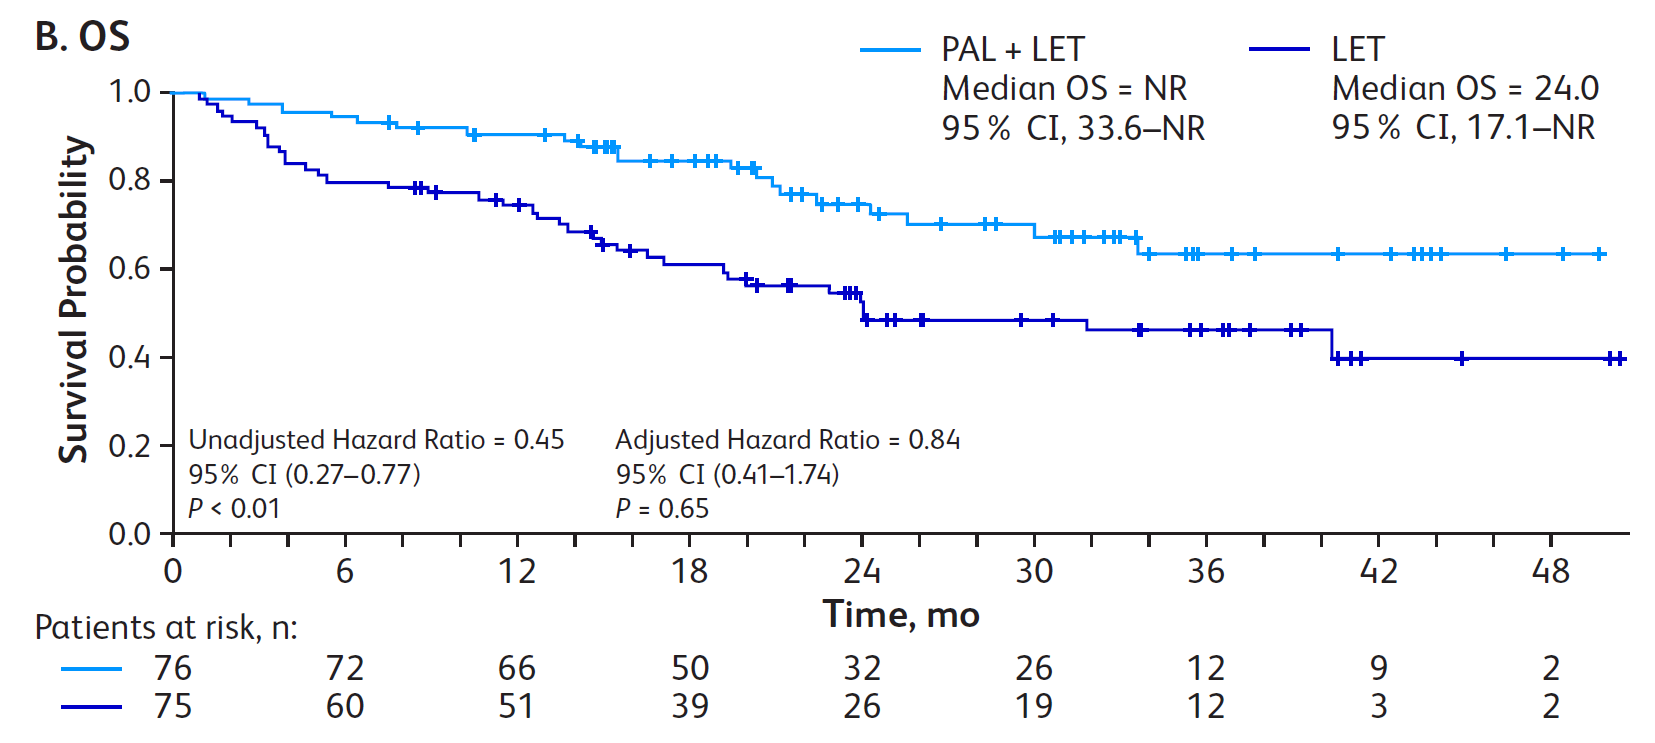 B. OS
PAL + LET
Median OS = NR
95 % CI, 33.6–NR
LET
Median OS = 24.0
95 % CI, 17.1–NR
Survival Probability
1.0
0.8
0.6
0.4
0.2
0.0
Unadjusted Hazard Ratio = 0.45
95% CI (0.27–0.77)
P < 0.01
Adjusted Hazard Ratio = 0.84
95% CI (0.41–1.74)
P = 0.65
0 6 12 18 24 30 36 42 48
Time, mo
Patients at risk, n:
76 72 66 50 32 26 12 9 2
75 60 51 39 26 19 12 3 2